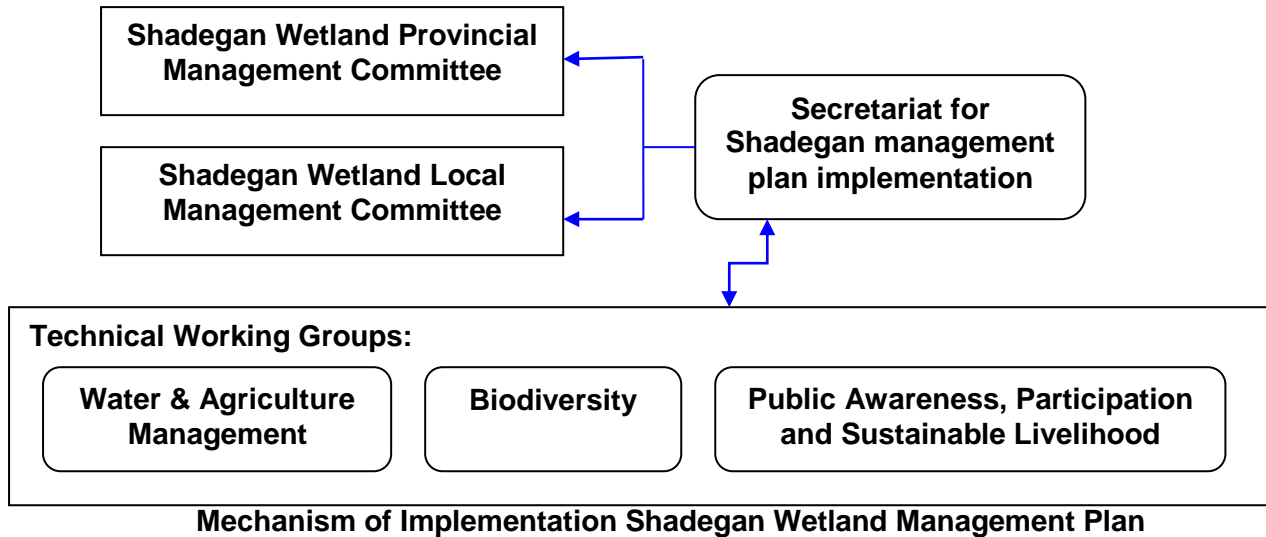 Shadegan Wetland Provincial
Management Committee
Secretariat for
Shadegan management
plan implementation
Shadegan Wetland Local
Management Committee
Technical Working Groups:
Water & Agriculture
Management
Biodiversity
Public Awareness, Participation
and Sustainable Livelihood
Mechanism of Implementation Shadegan Wetland Management Plan